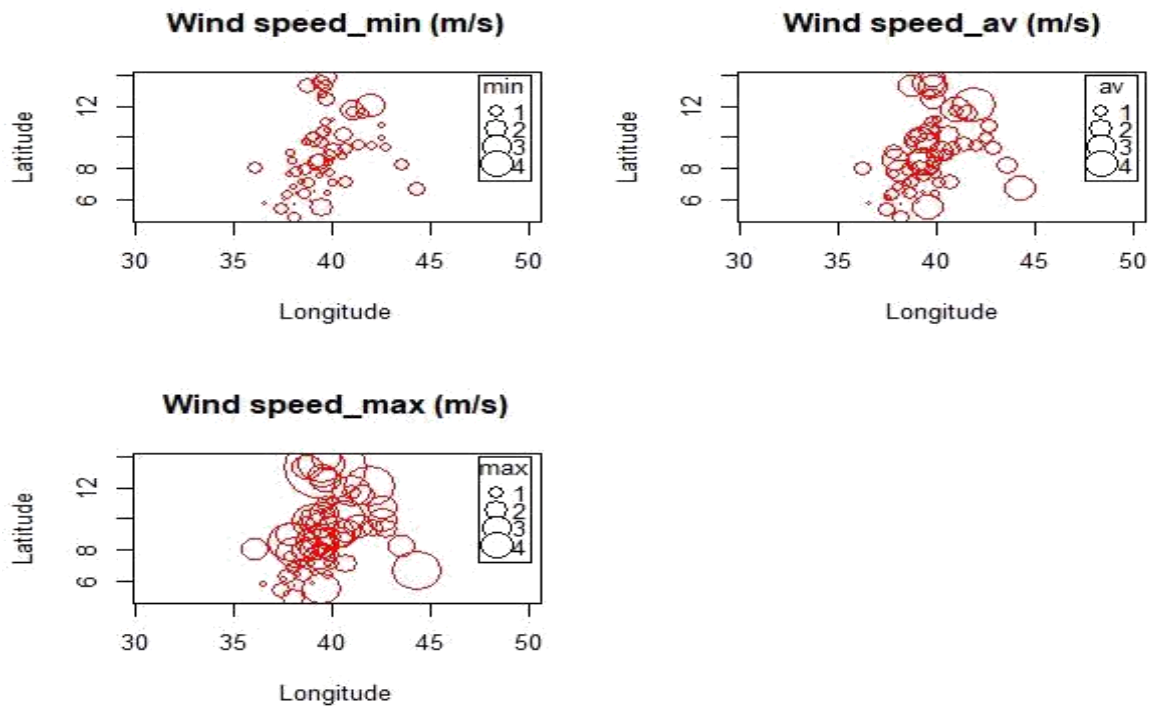 Wind speed_min (m/s)
min
1
2
3
4
Latitude
12
8
6
30 35 40 45 50
Longitude
Wind speed_av (m/s)
av
1
2
3
4
Latitude
12
8
6
30 35 40 45 50
Longitude
Wind speed_max (m/s)
max
1
2
3
4
Latitude
12
8
6
30 35 40 45 50
Longitude